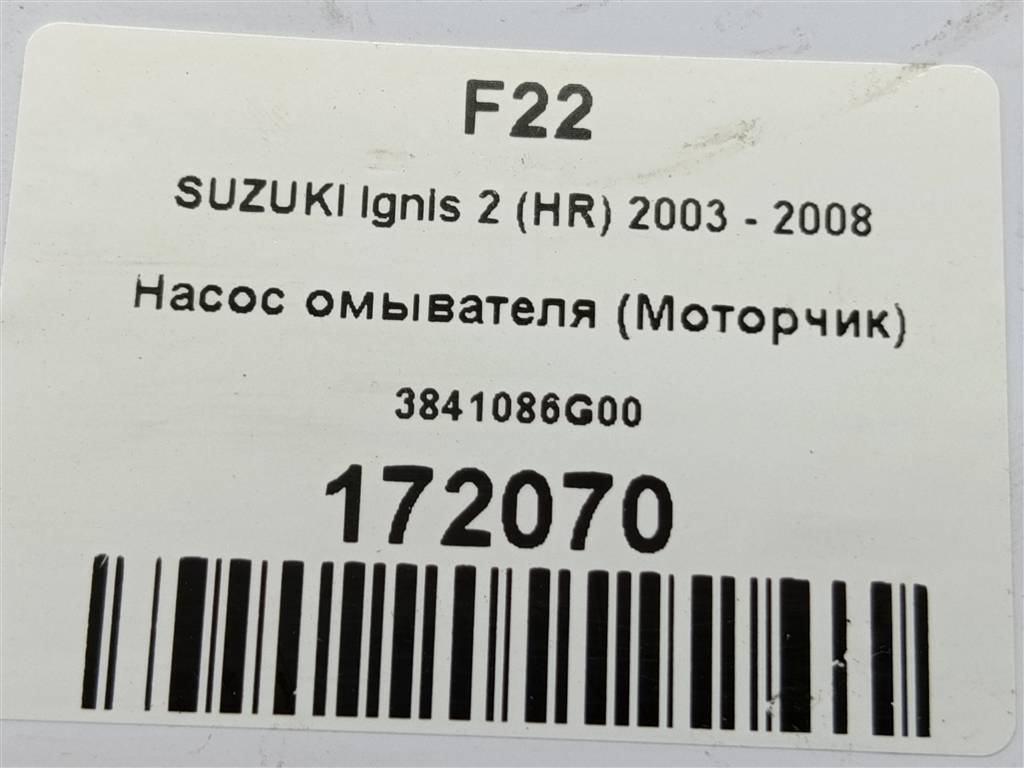 F22
SUZUKI Ignis 2 (HR) 2003 - 2008
Насос омывателя (Моторчик)
3841086G00
172070